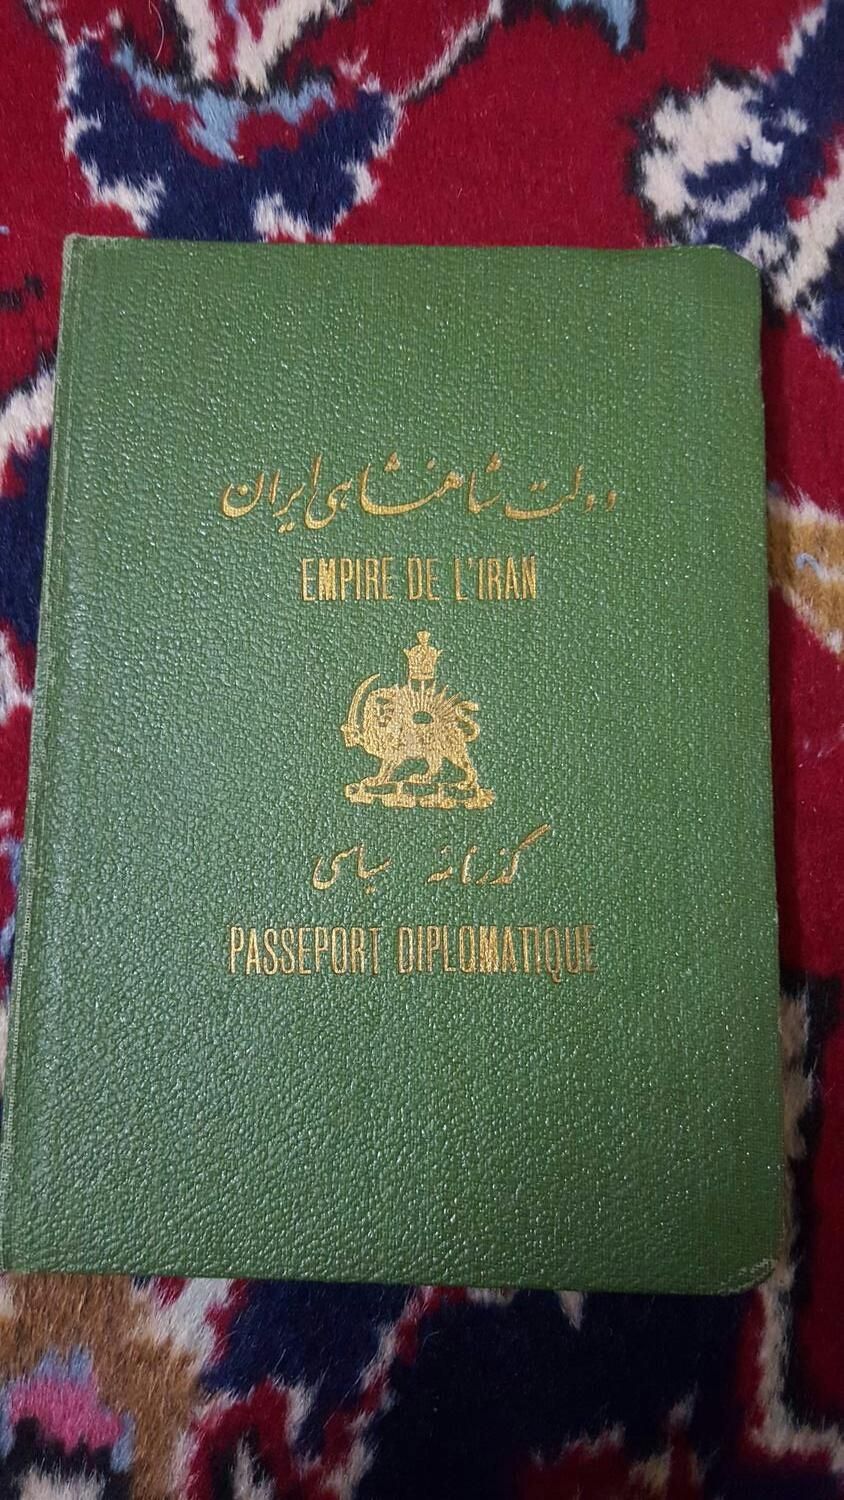 دولت شاهنشاهی ایران
EMPIRE DE L'IRAN
گذرنامه سیاسی
PASSEPORT DIPLOMATIQUE